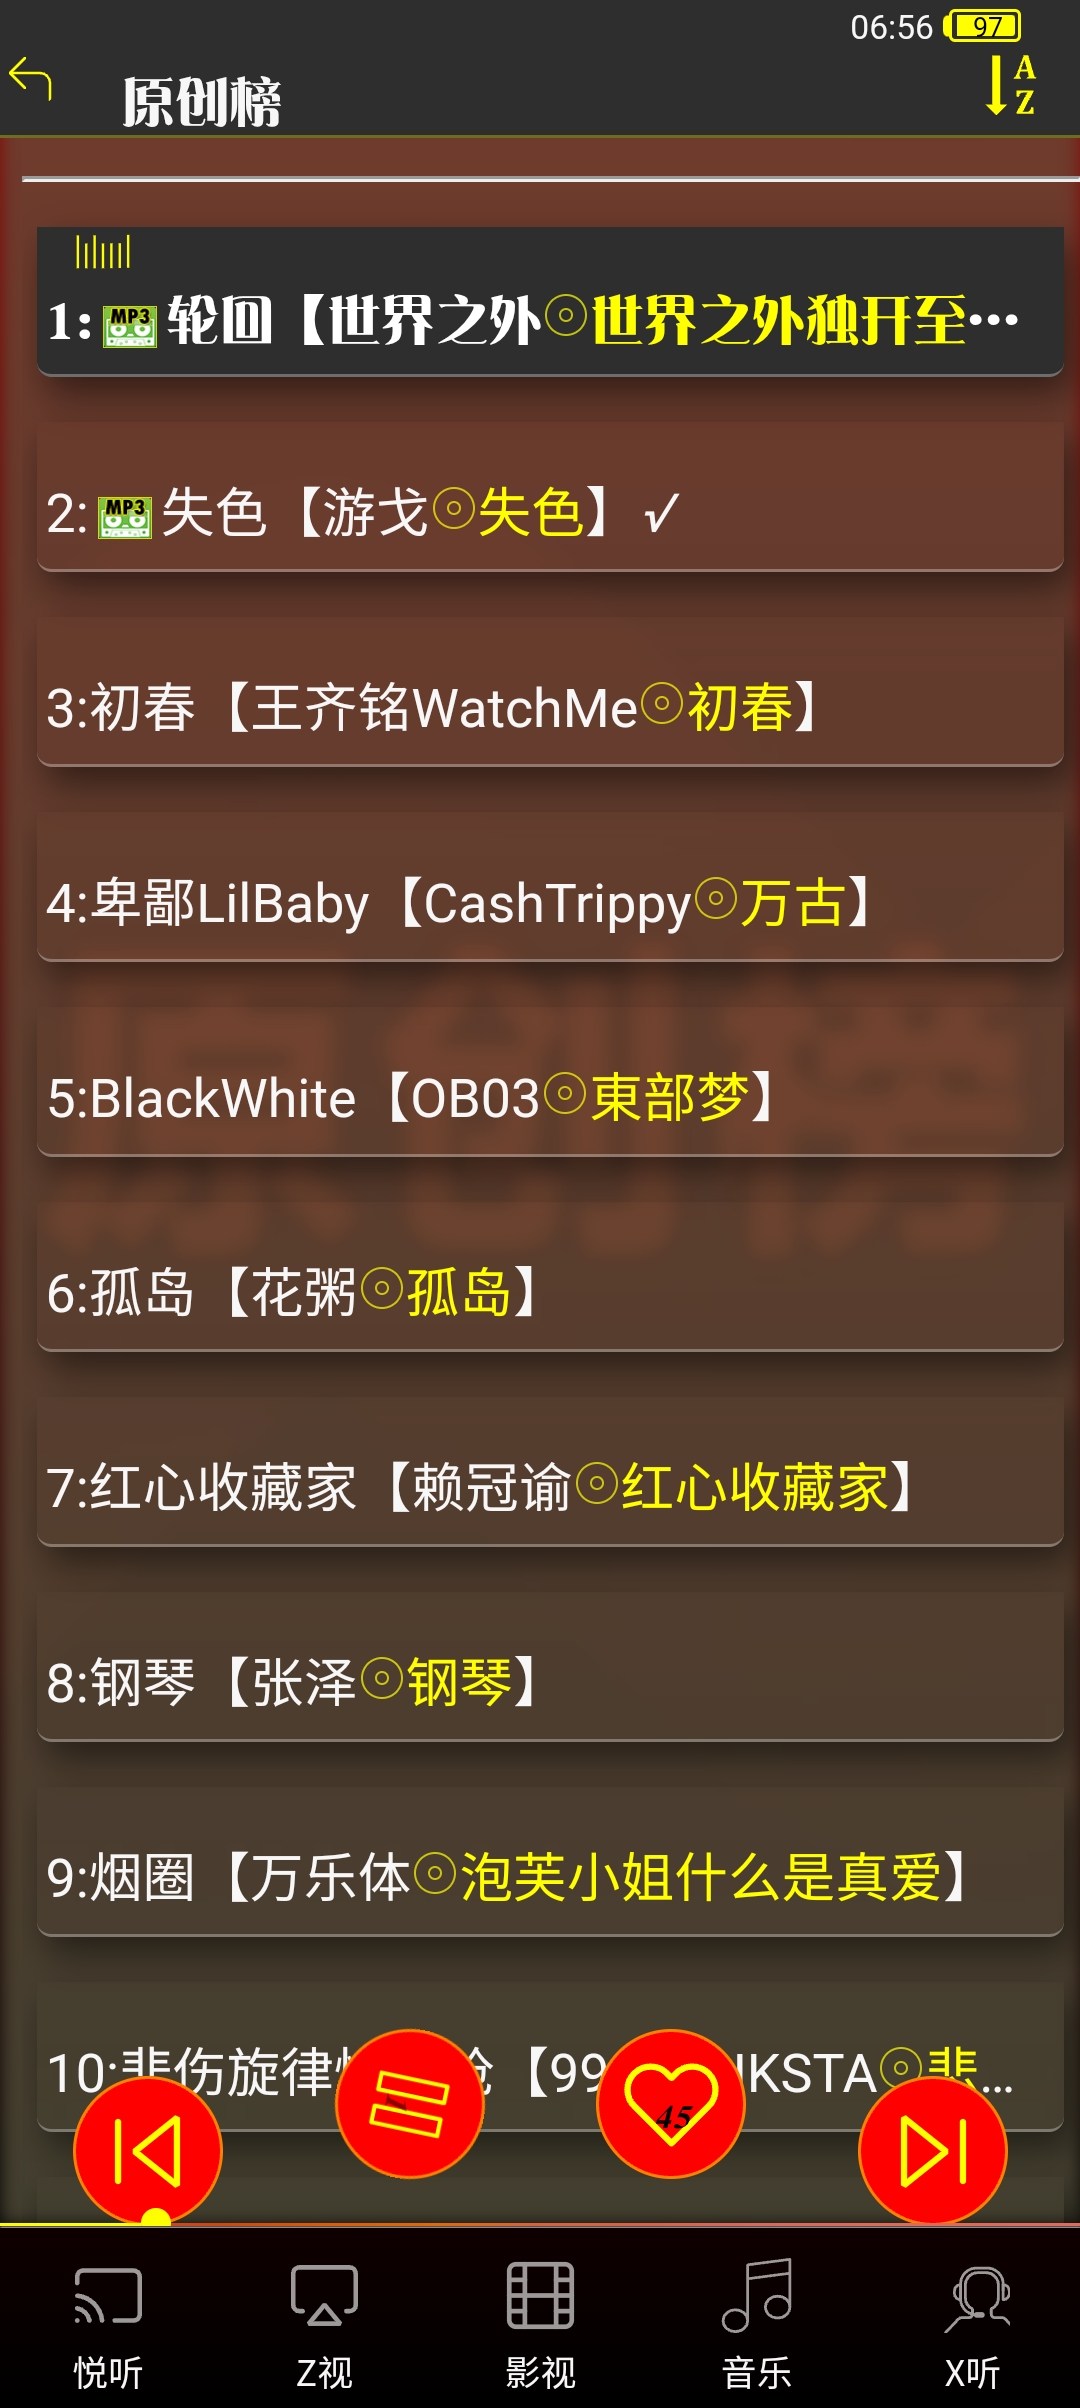 06:56 97
原创榜
A
Z
1: MP3 轮回【世界之外◎世界之外独开至…
2: MP3 失色【游戈◎失色】✓
3:初春【王齐铭WatchMe◎初春】
4:卑鄙LilBaby【CashTrippy◎万古】
原创榜
5:BlackWhite【OB03◎東部梦】
6:孤岛【花粥◎孤岛】
7:红心收藏家【赖冠谕◎红心收藏家】
8:钢琴【张泽◎钢琴】
9:烟圈【万乐体◎泡芙小姐什么是真爱】
10:悲伤旋律 【99 KSTA◎悲…
45
悦听 Z视 影视 音乐 X听